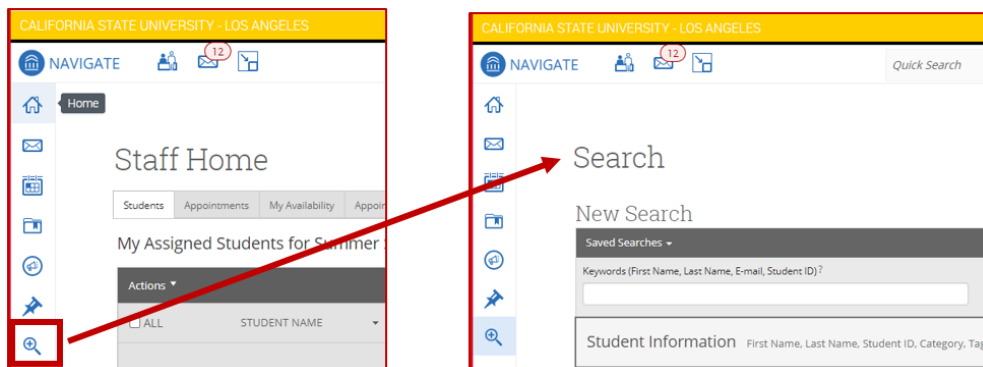 CALIFORNIA STATE UNIVERSITY - LOS ANGELES
NAVIGATE 12
Home
Staff Home
Students Appointments My Availability
My Assigned Students for Summer
Actions
ALL STUDENT NAME
CALIFORNIA STATE UNIVERSITY - LOS ANGELES
NAVIGATE 12 Quick Search
Search
New Search
Saved Searches
Keywords (First Name, Last Name, E-mail, Student ID)?
Student Information First Name, Last Name, Student ID, Category,